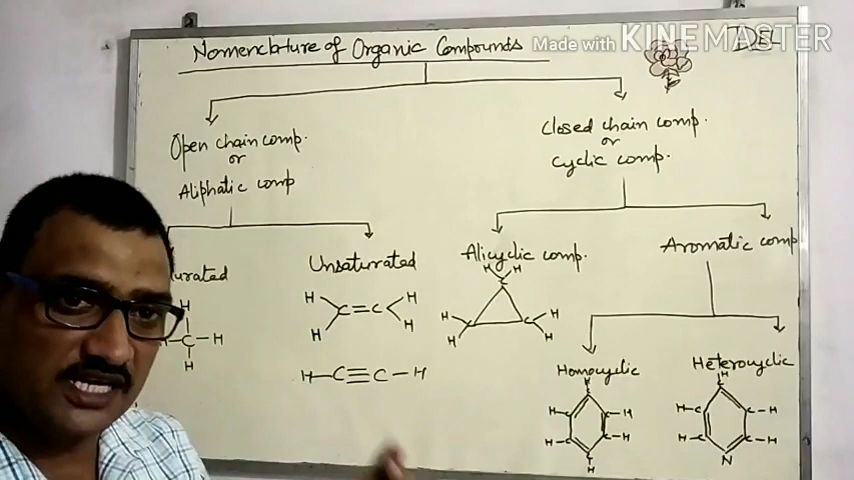 Nomenclature of Organic Compounds
Made with KINEMASTER
Open chain comp.
or
Aliphatic comp
Closed chain comp.
or
Cyclic comp.
urated
Unsaturated
Alicyclic comp.
Aromatic comp
H H
C=C
H H
H-C≡C-H
H
C-H
H
H H
C
H C C H
H H
Homocyclic
Heterocyclic
H
H H
H H
H
H
H C-H
H C-H
N